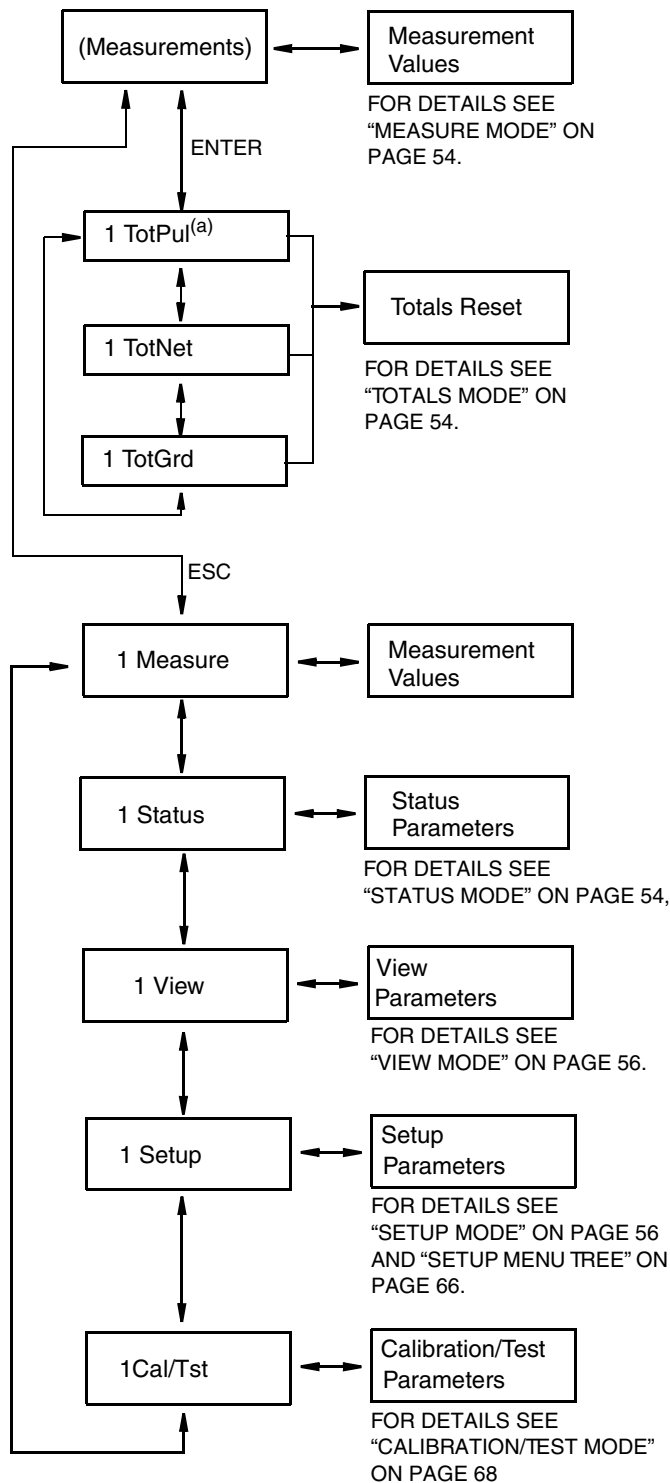 (Measurements)
Measurement
Values
FOR DETAILS SEE
“MEASURE MODE” ON
PAGE 54.
ENTER
1 TotPul(a)
1 TotNet
1 TotGrd
Totals Reset
FOR DETAILS SEE
“TOTALS MODE” ON
PAGE 54.
ESC
1 Measure
Measurement
Values
1 Status
Status
Parameters
FOR DETAILS SEE
“STATUS MODE” ON PAGE 54,
1 View
View
Parameters
FOR DETAILS SEE
“VIEW MODE” ON PAGE 56.
1 Setup
Setup
Parameters
FOR DETAILS SEE
“SETUP MODE” ON PAGE 56
AND “SETUP MENU TREE” ON
PAGE 66.
1Cal/Tst
Calibration/Test
Parameters
FOR DETAILS SEE
“CALIBRATION/TEST MODE”
ON PAGE 68